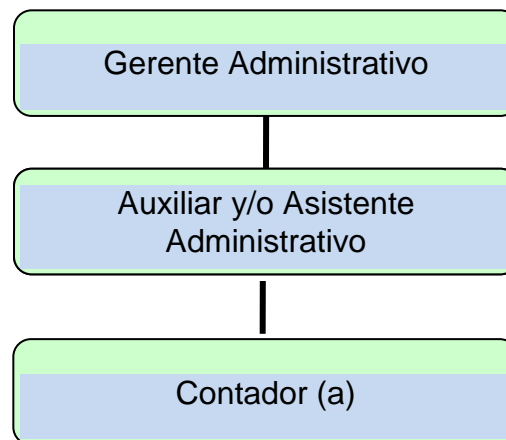 Gerente Administrativo
Auxiliar y/o Asistente
Administrativo
Contador (a)